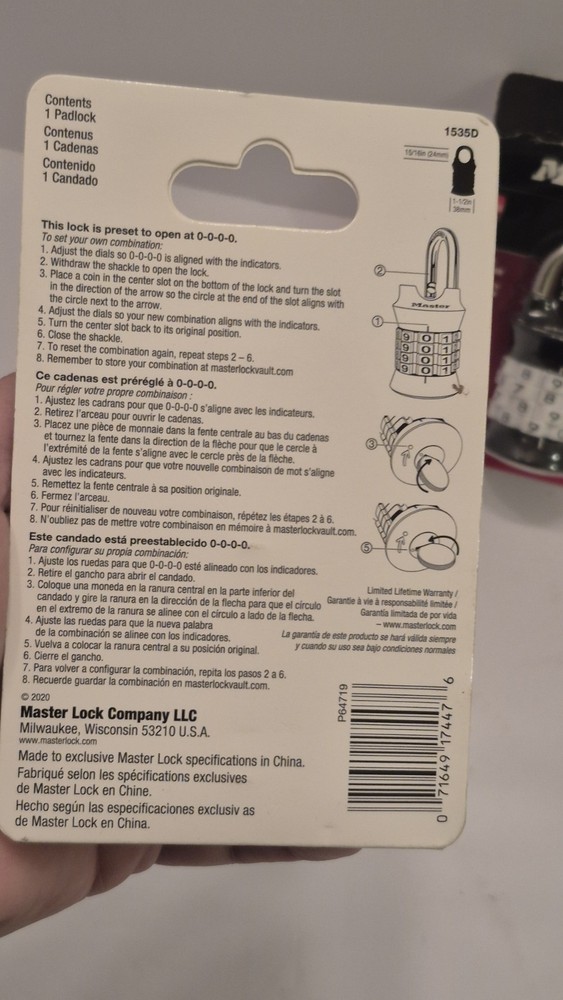 Contents
1 Padlock
Contenus
1 Cadenas
Contenido
1 Candado
1535D
15/16in (24mm)
1-1/2in
38mm
This lock is preset to open at 0-0-0-0.
To set your own combination:
1. Adjust the dials so 0-0-0-0 is aligned with the indicators.
2. Withdraw the shackle to open the lock.
3. Place a coin in the center slot on the bottom of the lock and turn the slot
in the direction of the arrow so the circle at the end of the slot aligns with
the circle next to the arrow.
4. Adjust the dials so your new combination aligns with the indicators.
5. Turn the center slot back to its original position.
6. Close the shackle.
7. To reset the combination again, repeat steps 2 – 6.
8. Remember to store your combination at masterlockvault.com
Ce cadenas est préréglé à 0-0-0-0.
Pour régler votre propre combinaison :
1. Ajustez les cadrans pour que 0-0-0-0 s'aligne avec les indicateurs.
2. Retirez l'arceau pour ouvrir le cadenas.
3. Placez une pièce de monnaie dans la fente centrale au bas du cadenas
et tournez la fente dans la direction de la flèche pour que le cercle à
l'extrémité de la fente s'aligne avec le cercle près de la flèche.
4. Ajustez les cadrans pour que votre nouvelle combinaison de mot s'aligne
avec les indicateurs.
5. Remettez la fente centrale à sa position originale.
6. Fermez l'arceau.
7. Pour réinitialiser de nouveau votre combinaison, répétez les étapes 2 à 6.
8. N'oubliez pas de mettre votre combinaison en mémoire à masterlockvault.com.
Este candado está preestablecido 0-0-0-0.
Para configurar su propia combinación:
1. Ajuste los ruedas para que 0-0-0-0 esté alineado con los indicadores.
2. Retire el gancho para abrir el candado.
3. Coloque una moneda en la ranura central en la parte inferior del
candado y gire la ranura en la dirección de la flecha para que el círculo
en el extremo de la ranura se alinee con el círculo a lado de la flecha.
4. Ajuste las ruedas para que la nueva palabra
de la combinación se alinee con los indicadores.
5. Vuelva a colocar la ranura central a su posición original.
6. Cierre el gancho.
7. Para volver a configurar la combinación, repita los pasos 2 a 6.
8. Recuerde guardar la combinación en masterlockvault.com.
2
Master
1
9 0 1
9 0 1
9 0 1
9 0 1
3
5
Limited Lifetime Warranty /
Garantie à vie à responsabilité limitée /
Garantía limitada de por vida
– www.masterlock.com
La garantía de este producto se hará válida siempre
y cuando su uso sea bajo condiciones normales
© 2020
Master Lock Company LLC
Milwaukee, Wisconsin 53210 U.S.A.
www.masterlock.com
Made to exclusive Master Lock specifications in China.
Fabriqué selon les spécifications exclusives
de Master Lock en Chine.
Hecho según las especificaciones exclusiv as
de Master Lock en China.
P64719
0 71649 17447 6